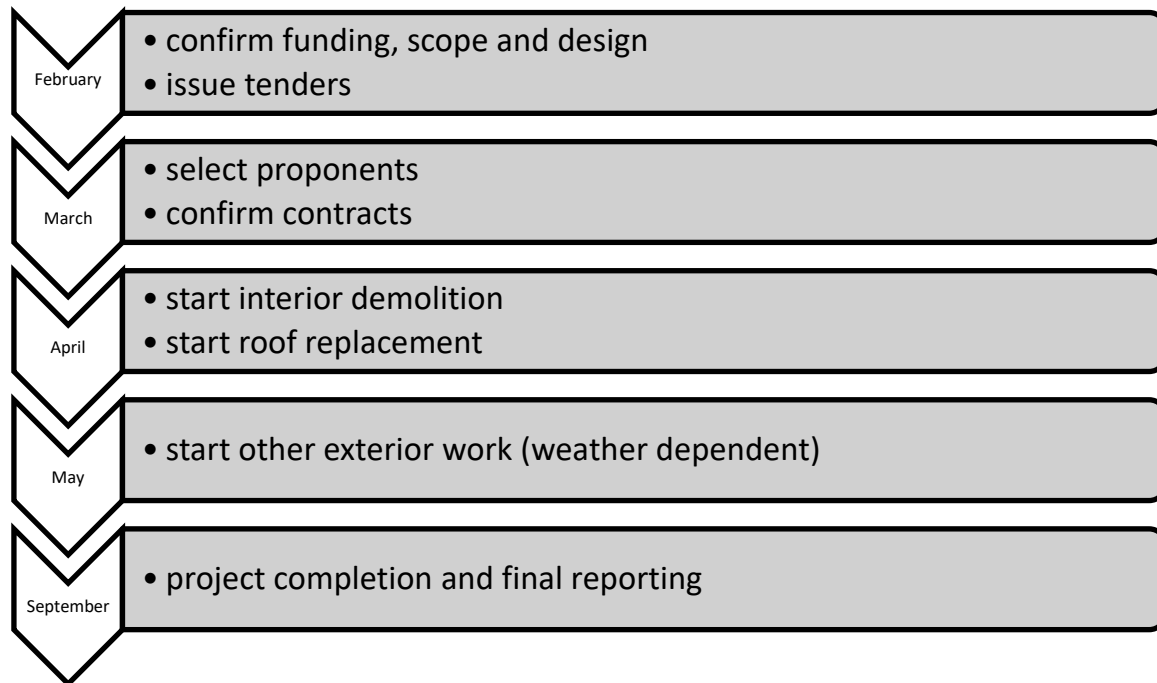 February
• confirm funding, scope and design
• issue tenders
March
• select proponents
• confirm contracts
April
• start interior demolition
• start roof replacement
May
• start other exterior work (weather dependent)
September
• project completion and final reporting